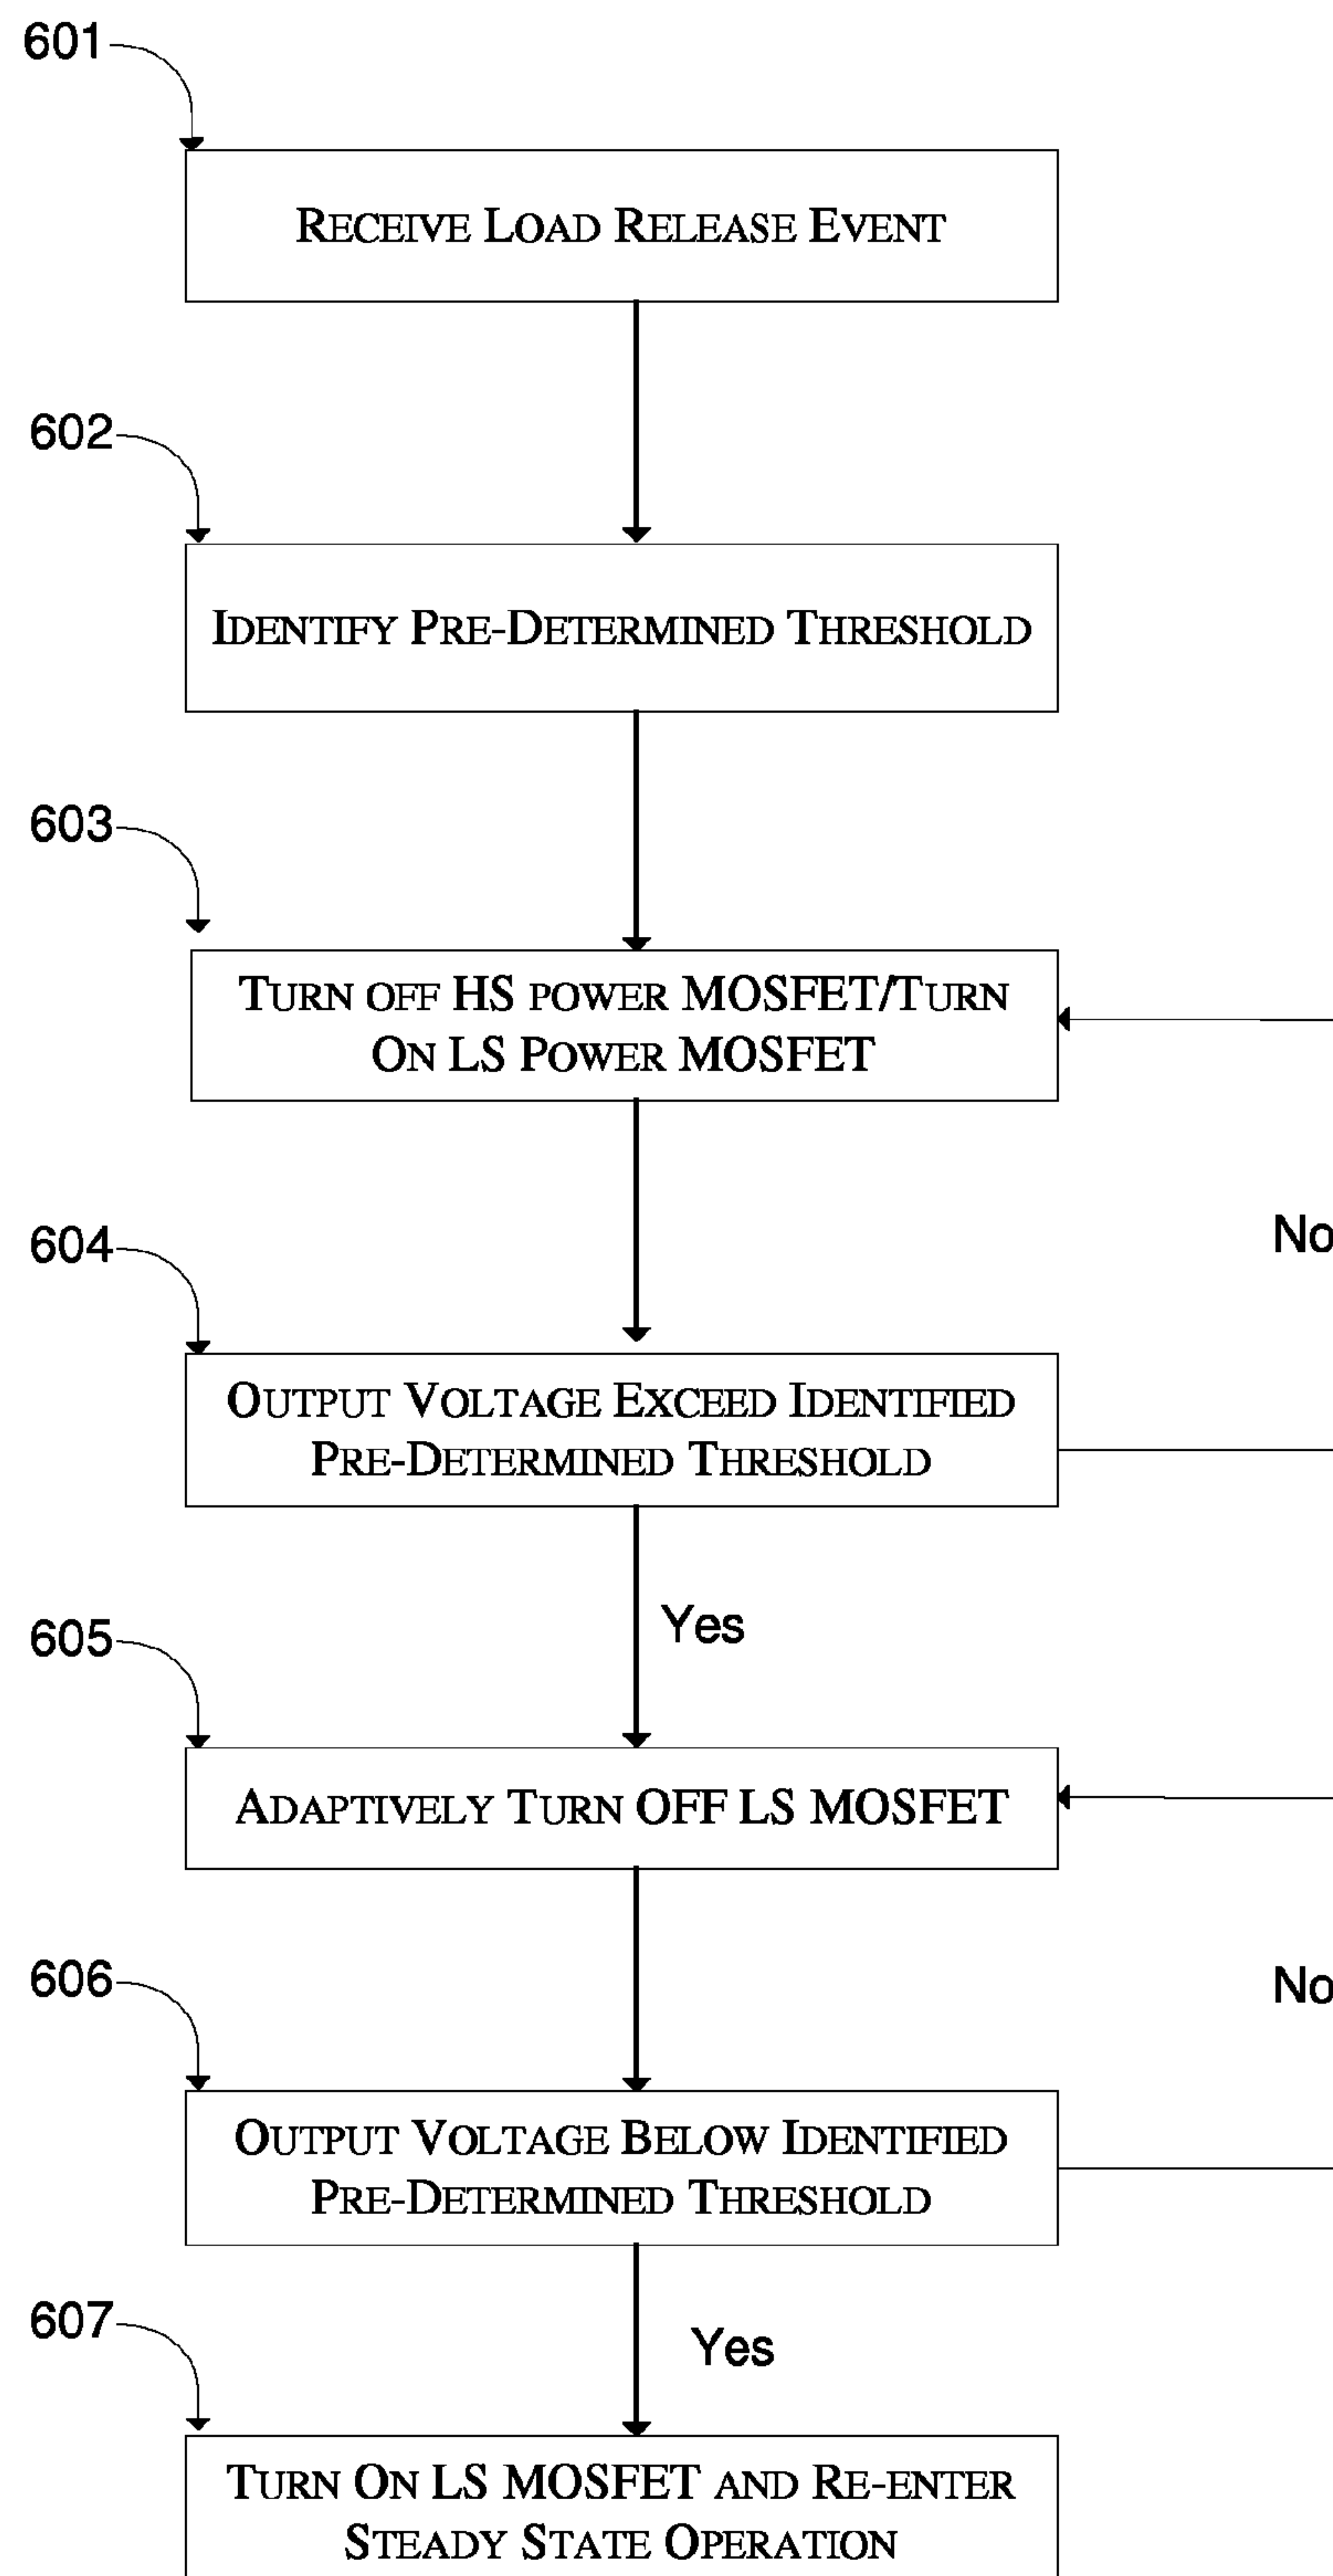 601
RECEIVE LOAD RELEASE EVENT
602
IDENTIFY PRE-DETERMINED THRESHOLD
603
TURN OFF HS POWER MOSFET/TURN
ON LS POWER MOSFET
No
604
OUTPUT VOLTAGE EXCEED IDENTIFIED
PRE-DETERMINED THRESHOLD
Yes
605
ADAPTIVELY TURN OFF LS MOSFET
No
606
OUTPUT VOLTAGE BELOW IDENTIFIED
PRE-DETERMINED THRESHOLD
Yes
607
TURN ON LS MOSFET AND RE-ENTER
STEADY STATE OPERATION